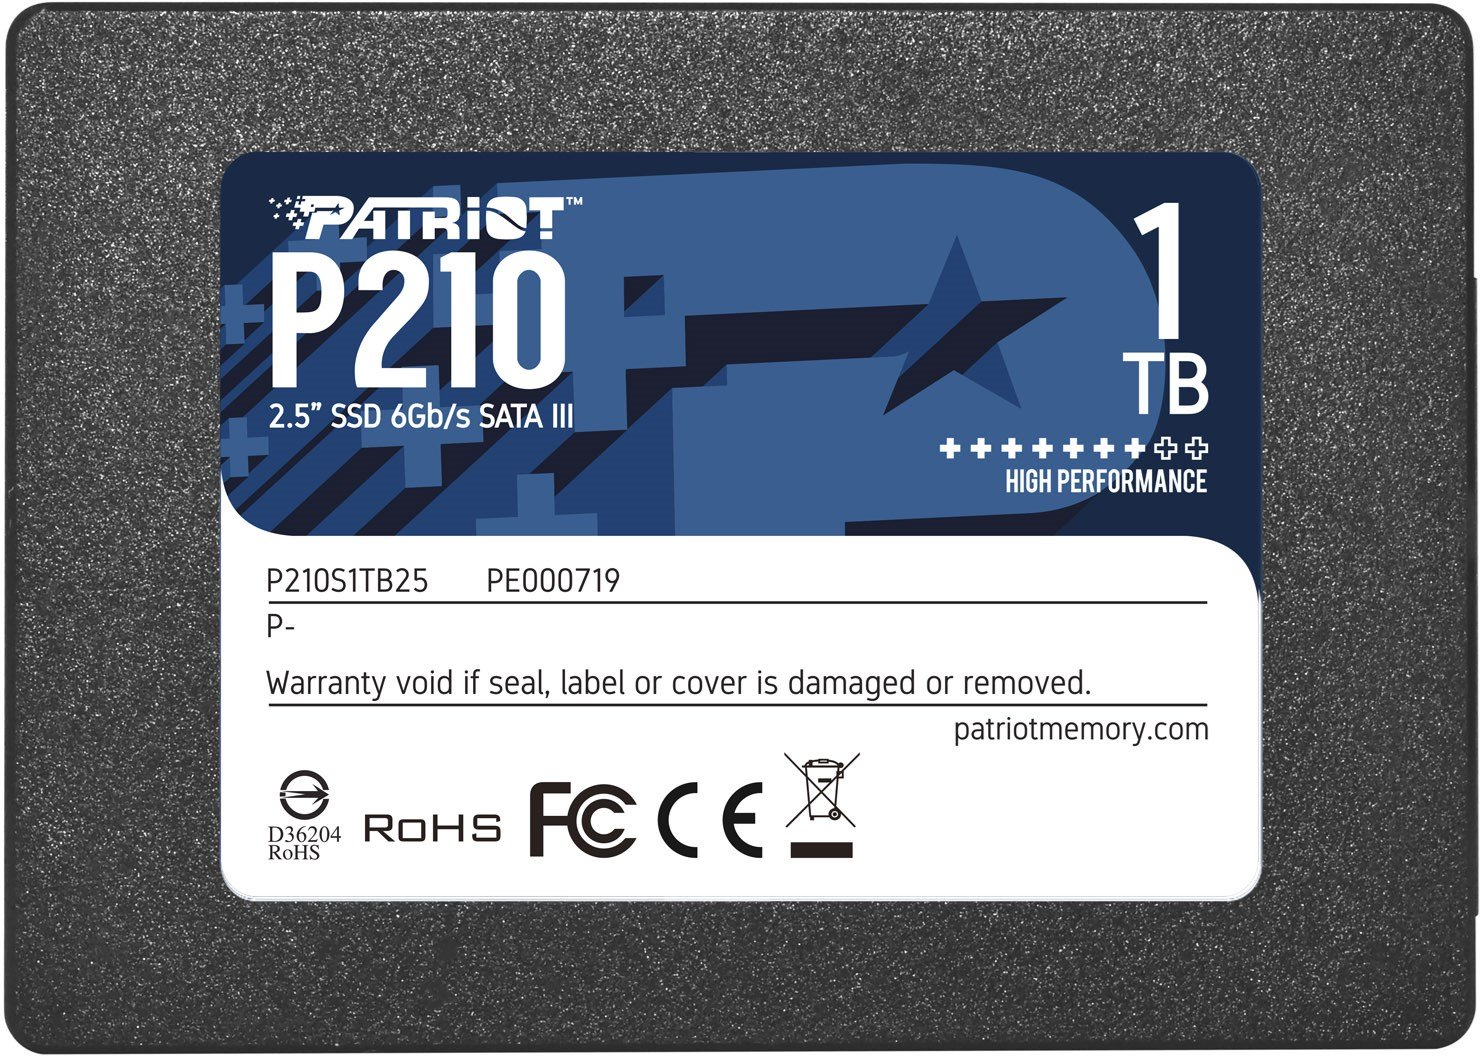 PATRIOT™
P210
2.5” SSD 6Gb/s SATA III
1
TB
HIGH PERFORMANCE
P210S1TB25 PE000719
P-
Warranty void if seal, label or cover is damaged or removed.
patriotmemory.com
D36204
RoHS
RoHS
FC CE